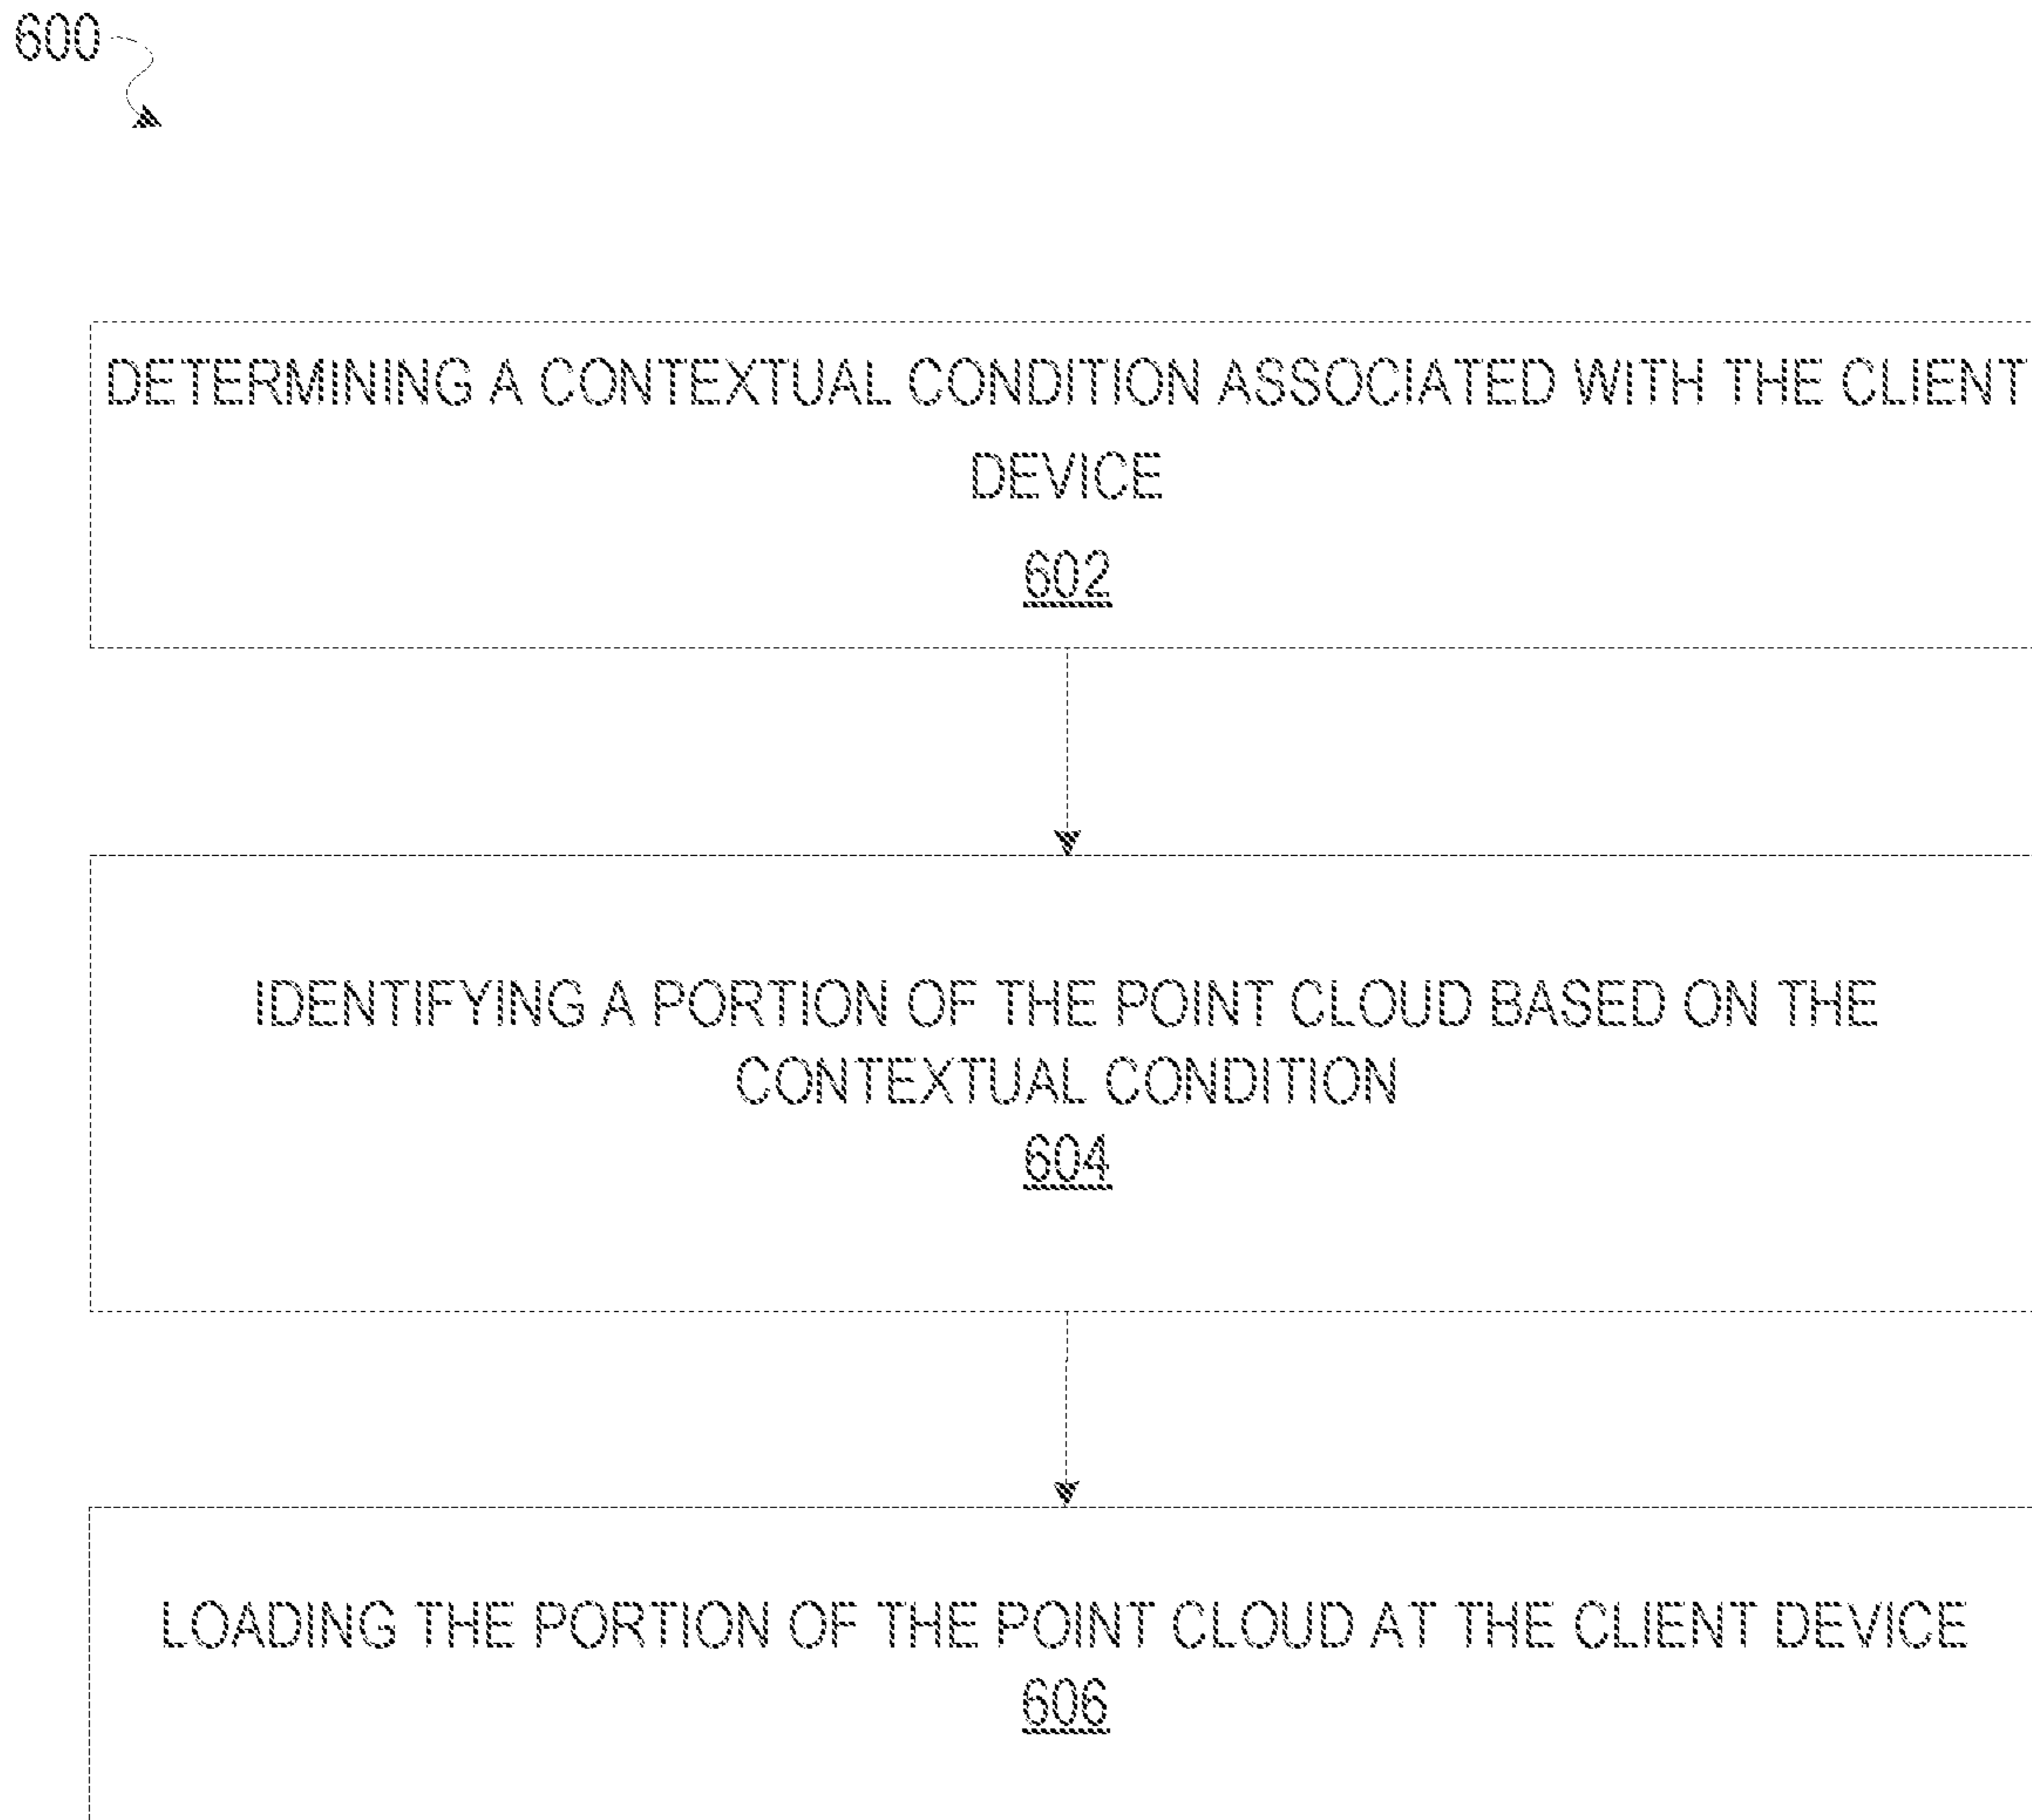 600
DETERMINING A CONTEXTUAL CONDITION ASSOCIATED WITH THE CLIENT
DEVICE
602
IDENTIFYING A PORTION OF THE POINT CLOUD BASED ON THE
CONTEXTUAL CONDITION
604
LOADING THE PORTION OF THE POINT CLOUD AT THE CLIENT DEVICE
606